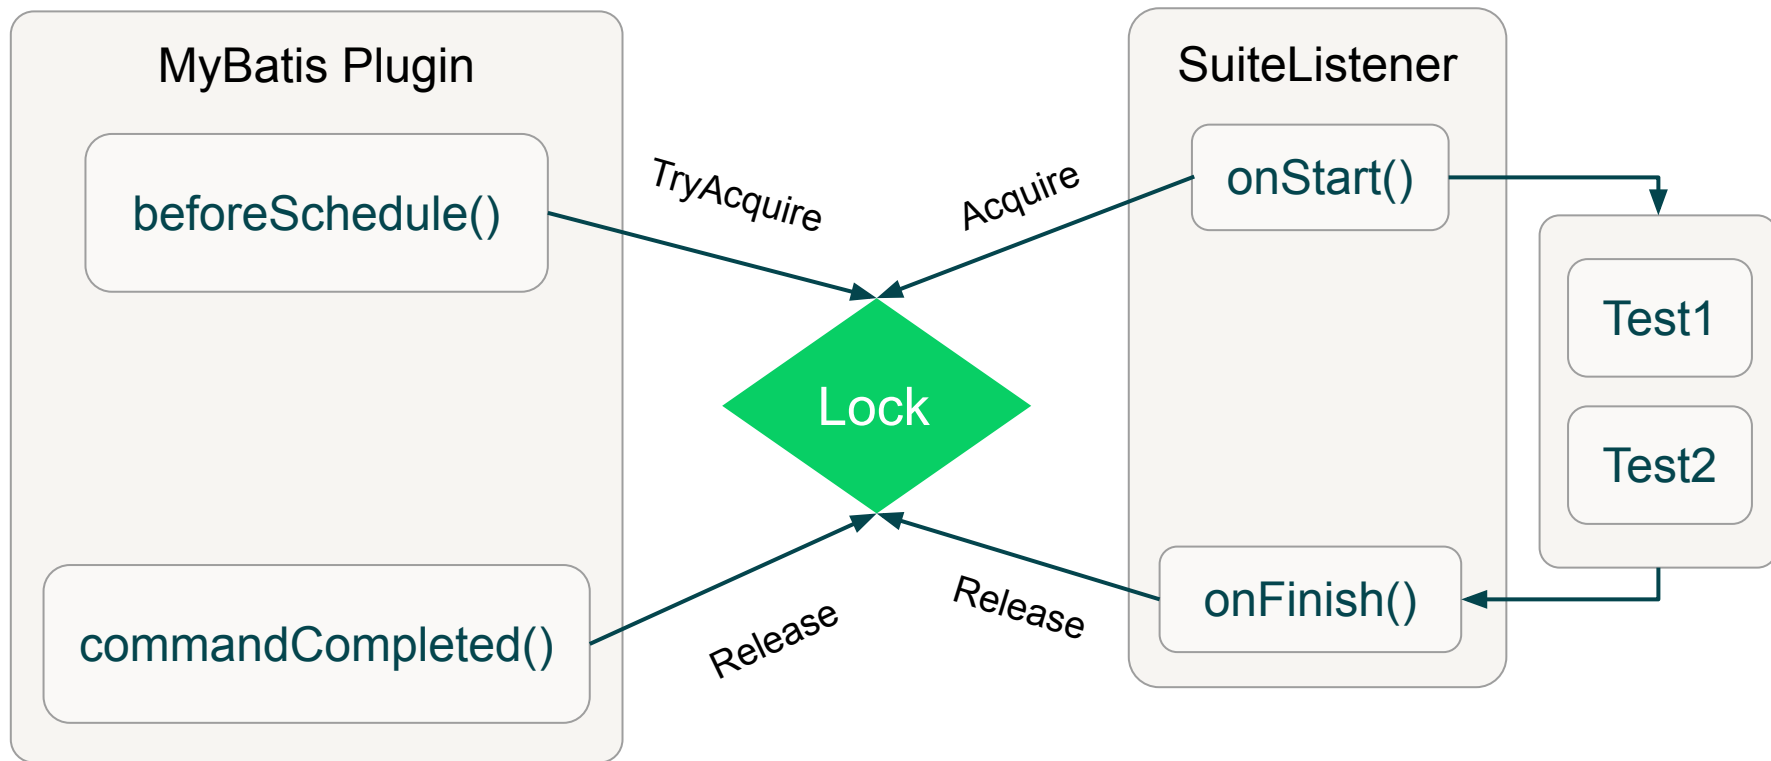 MyBatis Plugin
beforeSchedule()
commandCompleted()
TryAcquire
Acquire
Lock
Release
Release
SuiteListener
onStart()
onFinish()
Test1
Test2